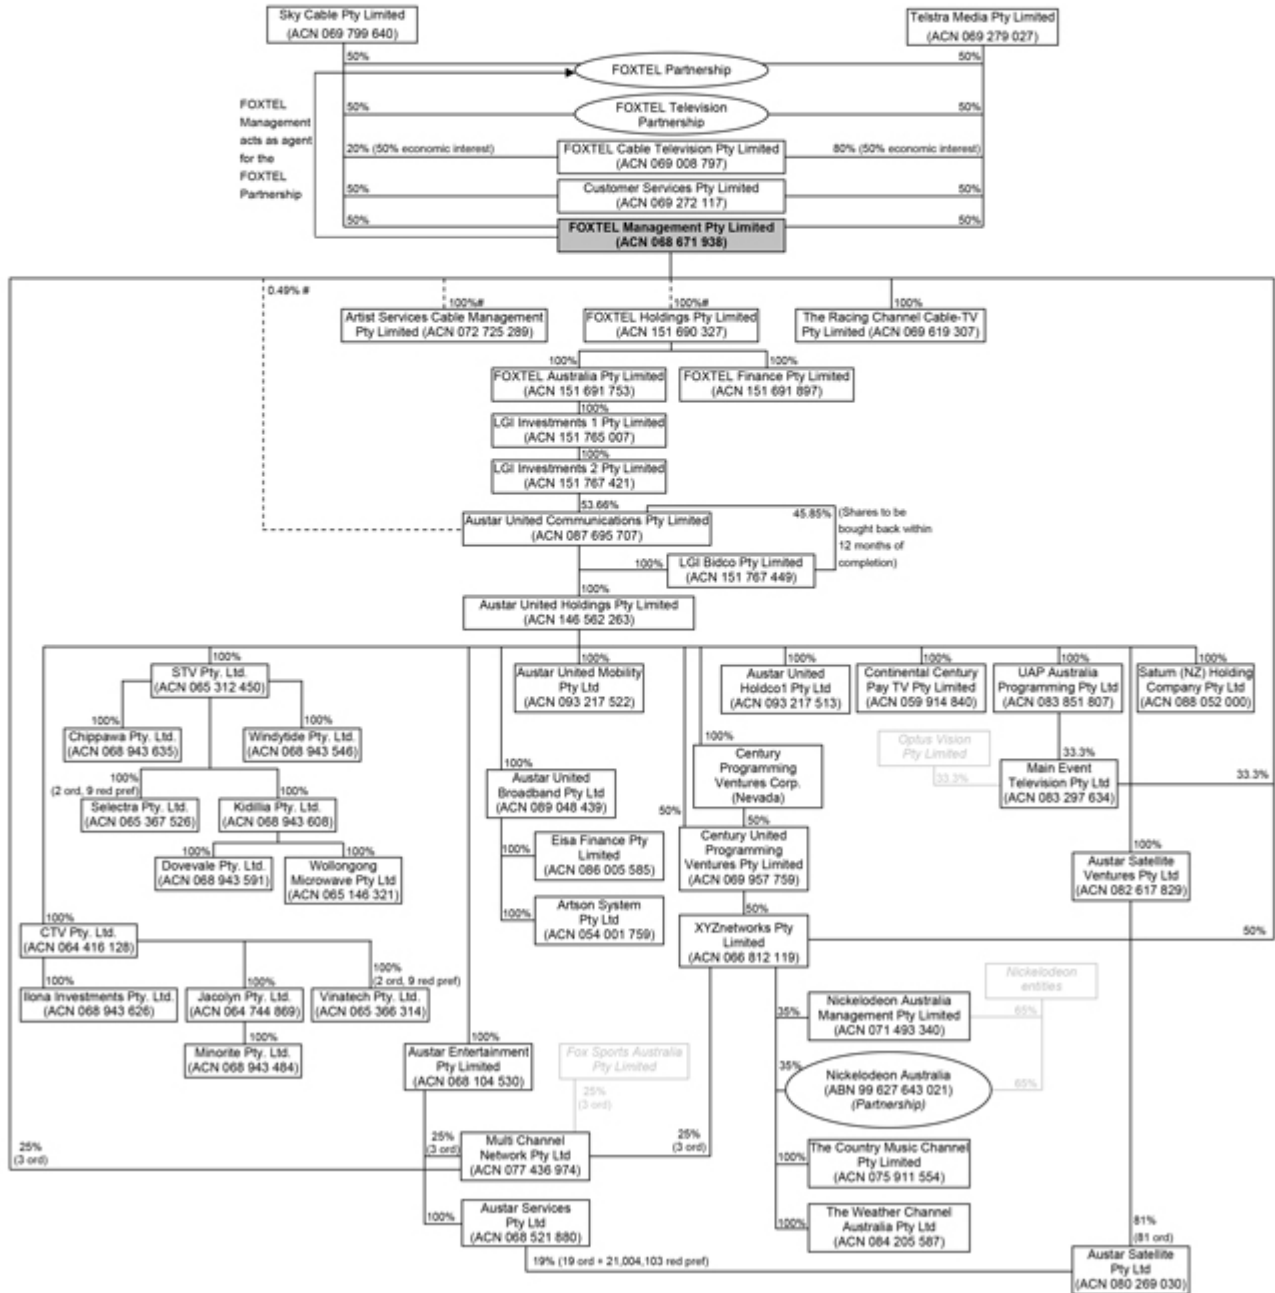 Sky Cable Pty Limited
(ACN 069 799 640)
Telstra Media Pty Limited
(ACN 069 279 027)
50%
50%
FOXTEL Partnership
FOXTEL
Management
acts as agent
for the
FOXTEL
Partnership
50%
50%
FOXTEL Television
Partnership
20% (50% economic interest)
80% (50% economic interest)
FOXTEL Cable Television Pty Limited
(ACN 069 008 797)
50%
50%
Customer Services Pty Limited
(ACN 069 272 117)
50%
50%
FOXTEL Management Pty Limited
(ACN 068 671 938)
0.49% #
100%#
Artist Services Cable Management
Pty Limited (ACN 072 725 289)
100%#
FOXTEL Holdings Pty Limited
(ACN 151 690 327)
100%
The Racing Channel Cable-TV
Pty Limited (ACN 069 619 307)
100%
FOXTEL Australia Pty Limited
(ACN 151 691 753)
100%
FOXTEL Finance Pty Limited
(ACN 151 691 897)
100%
LGI Investments 1 Pty Limited
(ACN 151 765 007)
100%
LGI Investments 2 Pty Limited
(ACN 151 767 421)
53.66%
Austar United Communications Pty Limited
(ACN 087 695 707)
45.85%
(Shares to be
bought back within
12 months of
completion)
100%
LGI Bidco Pty Limited
(ACN 151 767 449)
100%
Austar United Holdings Pty Limited
(ACN 146 562 263)
100%
STV Pty. Ltd.
(ACN 065 312 450)
100%
Austar United Mobility
Pty Ltd
(ACN 093 217 522)
100%
Austar United
Holdco1 Pty Ltd
(ACN 093 217 513)
100%
Continental Century
Pay TV Pty Limited
(ACN 059 914 840)
100%
UAP Australia
Programming Pty Ltd
(ACN 083 851 807)
100%
Saturn (NZ) Holding
Company Pty Ltd
(ACN 088 052 000)
100%
Chippawa Pty. Ltd.
(ACN 068 943 635)
100%
Windytide Pty. Ltd.
(ACN 068 943 546)
100%
(2 ord, 9 red pref)
Selectra Pty. Ltd.
(ACN 065 367 526)
100%
Kidillia Pty. Ltd.
(ACN 068 943 608)
100%
Dovevale Pty. Ltd.
(ACN 068 943 591)
100%
Wollongong
Microwave Pty Ltd
(ACN 065 146 321)
100%
Austar United
Broadband Pty Ltd
(ACN 089 048 439)
100%
Eisa Finance Pty
Limited
(ACN 086 005 585)
100%
Artson System
Pty Ltd
(ACN 054 001 759)
100%
Century
Programming
Ventures Corp.
(Nevada)
50%
50%
Century United
Programming
Ventures Pty Limited
(ACN 069 957 759)
50%
XYZnetworks Pty
Limited
(ACN 066 812 119)
50%
Optus Vision
Pty Limited
33.3%
33.3%
Main Event
Television Pty Ltd
(ACN 083 297 634)
33.3%
100%
Austar Satellite
Ventures Pty Ltd
(ACN 082 617 829)
100%
CTV Pty. Ltd.
(ACN 064 416 128)
100%
Ilona Investments Pty. Ltd.
(ACN 068 943 626)
100%
Jacolyn Pty. Ltd.
(ACN 064 744 869)
100%
(2 ord, 9 red pref)
Vinatech Pty. Ltd.
(ACN 065 366 314)
100%
Minorite Pty. Ltd.
(ACN 068 943 484)
100%
Austar Entertainment
Pty Limited
(ACN 068 104 530)
Fox Sports Australia
Pty Limited
25%
(3 ord)
35%
Nickelodeon Australia
Management Pty Limited
(ACN 071 493 340)
Nickelodeon
entities
65%
35%
Nickelodeon Australia
(ABN 99 627 643 021)
(Partnership)
65%
25%
(3 ord)
25%
(3 ord)
Multi Channel
Network Pty Ltd
(ACN 077 436 974)
25%
(3 ord)
100%
The Country Music Channel
Pty Limited
(ACN 075 911 554)
100%
Austar Services
Pty Ltd
(ACN 068 521 880)
100%
The Weather Channel
Australia Pty Ltd
(ACN 084 205 587)
19% (19 ord + 21,004,103 red pref)
81%
(81 ord)
Austar Satellite
Pty Ltd
(ACN 080 269 030)